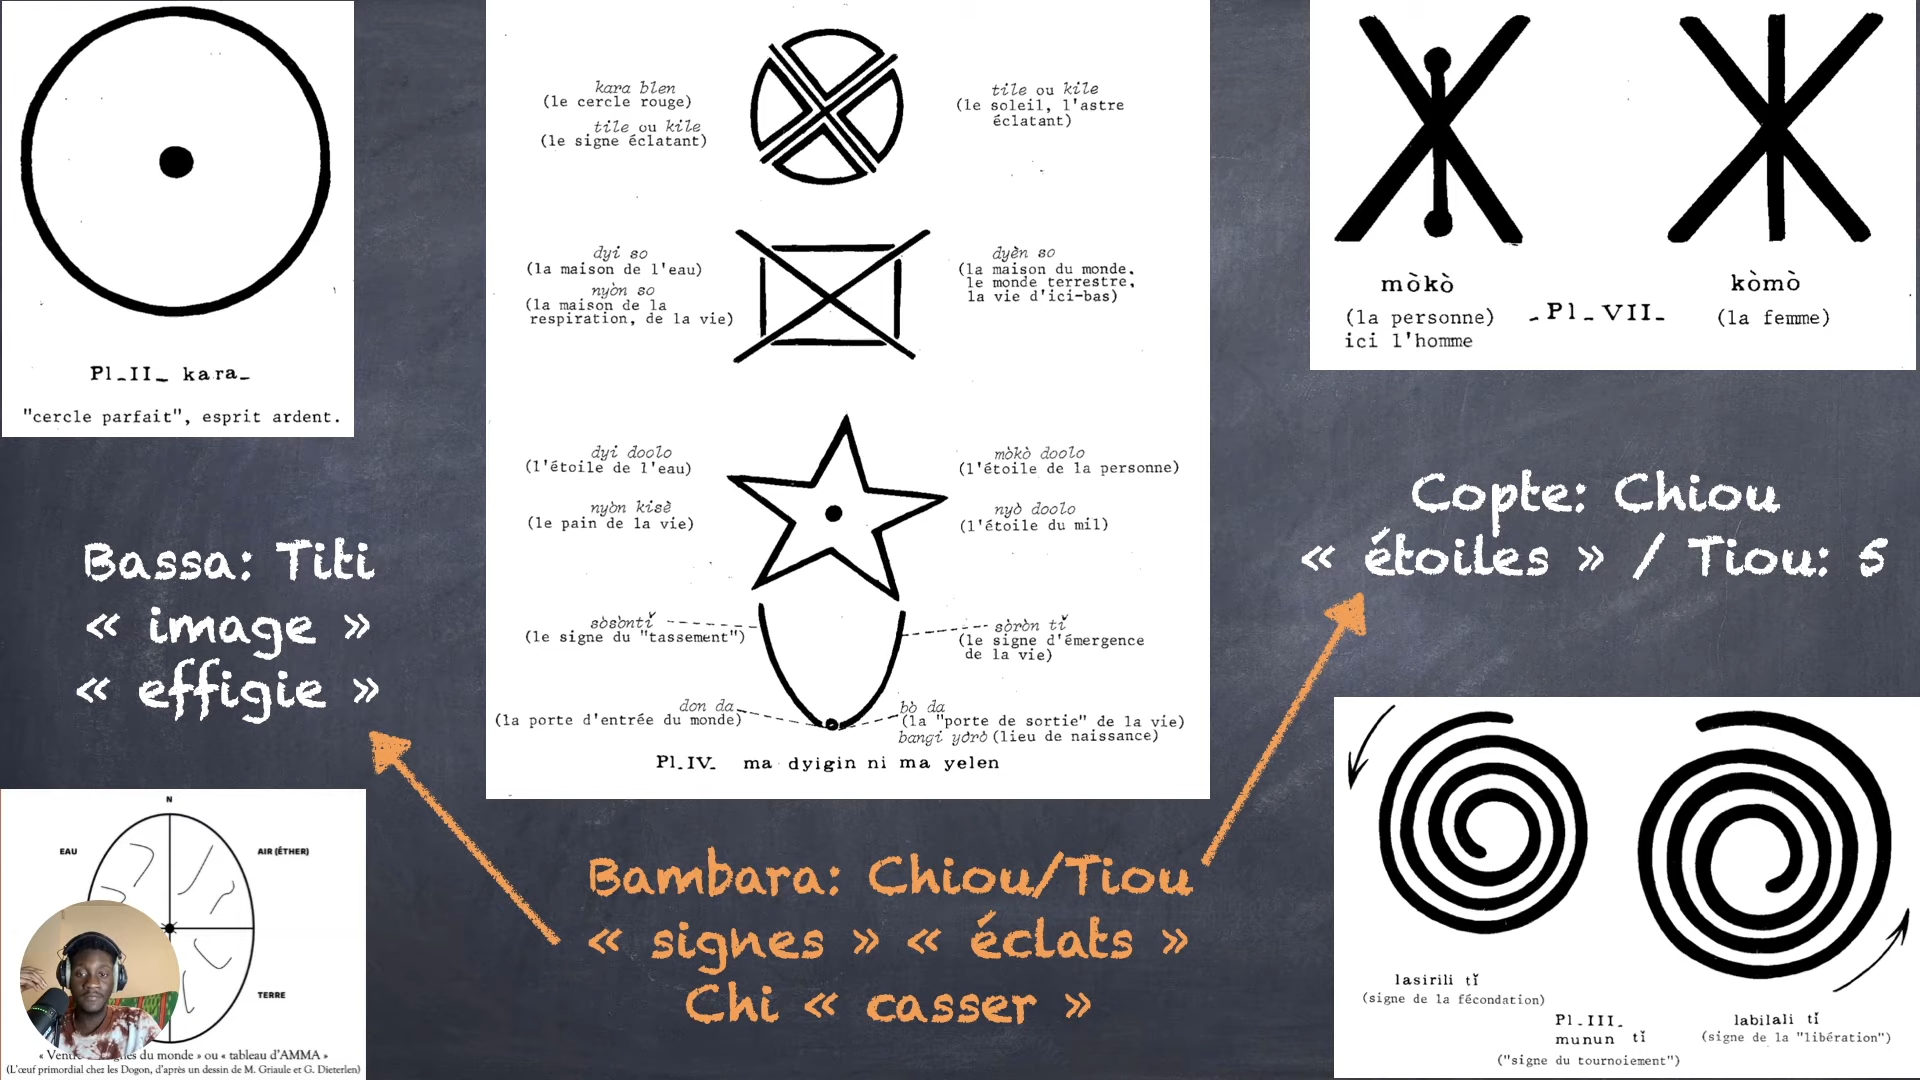 Pl_II_ kara_
"cercle parfait", esprit ardent.
kara blen
(le cercle rouge)
tile ou kile
(le signe éclatant)
tile ou kile
(le soleil, l'astre
éclatant)
dyi so
(la maison de l'eau)
nyòn so
(la maison de la
respiration, de la vie)
dyèn so
(la maison du monde,
le monde terrestre,
la vie d'ici-bas)
dyi doolo
(l'étoile de l'eau)
nyòn kisè
(le pain de la vie)
mòkò doolo
(l'étoile de la personne)
nyò doolo
(l'étoile du mil)
sòsòntĭ
(le signe du "tassement")
sòròn tĭ
(le signe d'émergence
de la vie)
don da
(la porte d'entrée du monde)
bò da
(la "porte de sortie" de la vie)
bangi yòrò (lieu de naissance)
Pl_IV_ ma dyigin ni ma yelen
mòkò
(la personne)
ici l'homme
_Pl_VII_
kòmò
(la femme)
Bassa: Titi
« image »
« effigie »
Copte: Chiou
« étoiles » / Tiou: 5
Bambara: Chiou/Tiou
« signes » « éclats »
Chi « casser »
N
EAU
AIR (ÉTHER)
TERRE
du monde » ou « tableau d'AMMA »
(L'œuf primordial chez les Dogon, d'après un dessin de M. Griaule et G. Dieterlen)
lasirili tĭ
(signe de la fécondation)
Pl_III_
munun tĭ
("signe du tournoiement")
labilali tĭ
(signe de la "libération")